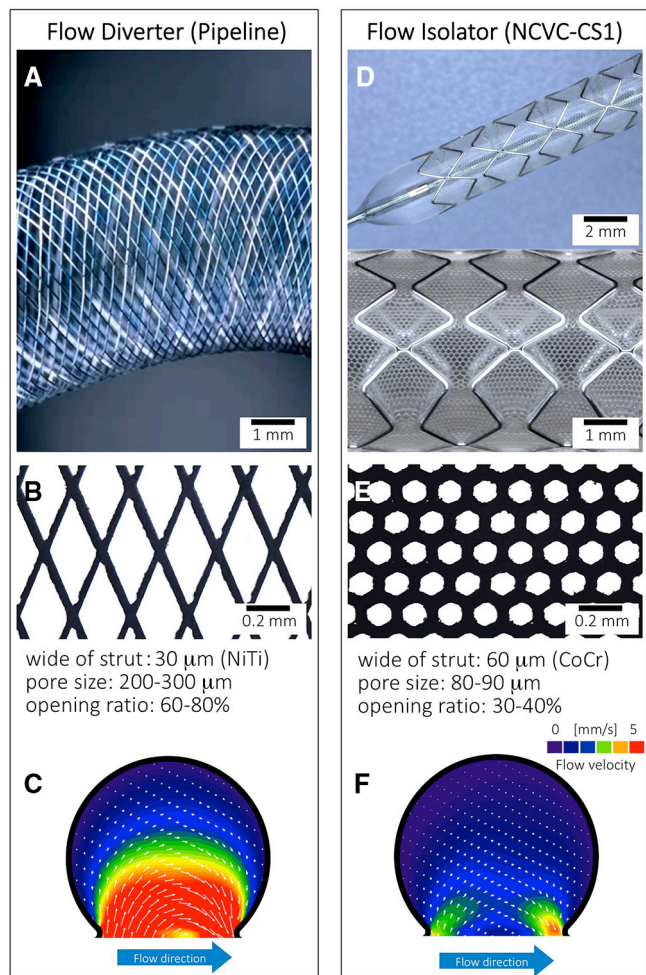 Flow Diverter (Pipeline)
A
1 mm
B
0.2 mm
wide of strut: 30 μm (NiTi)
pore size: 200-300 μm
opening ratio: 60-80%
C
Flow direction
Flow Isolator (NCVC-CS1)
D
2 mm
1 mm
E
0.2 mm
wide of strut: 60 μm (CoCr)
pore size: 80-90 μm
opening ratio: 30-40%
0 [mm/s] 5
Flow velocity
F
Flow direction